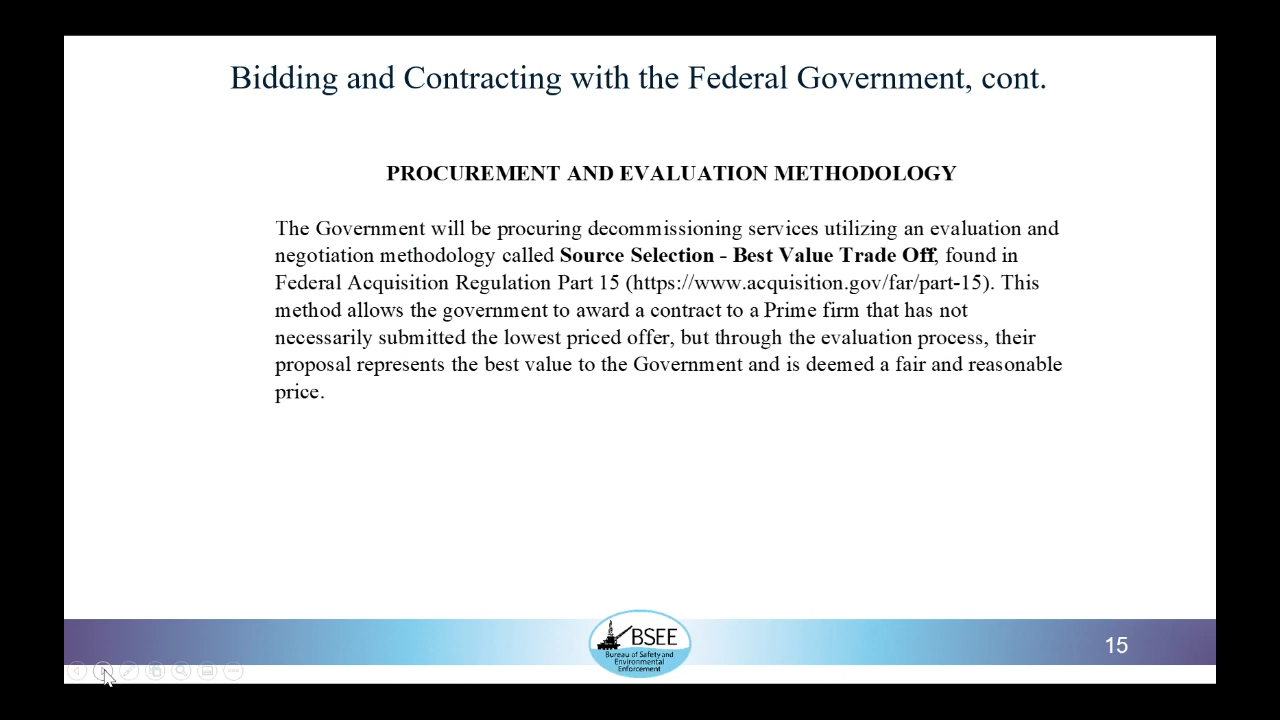 Bidding and Contracting with the Federal Government, cont.
PROCUREMENT AND EVALUATION METHODOLOGY
The Government will be procuring decommissioning services utilizing an evaluation and
negotiation methodology called Source Selection - Best Value Trade Off, found in
Federal Acquisition Regulation Part 15 (https://www.acquisition.gov/far/part-15). This
method allows the government to award a contract to a Prime firm that has not
necessarily submitted the lowest priced offer, but through the evaluation process, their
proposal represents the best value to the Government and is deemed a fair and reasonable
price.
BSEE
Bureau of Safety and
Environmental
Enforcement
15